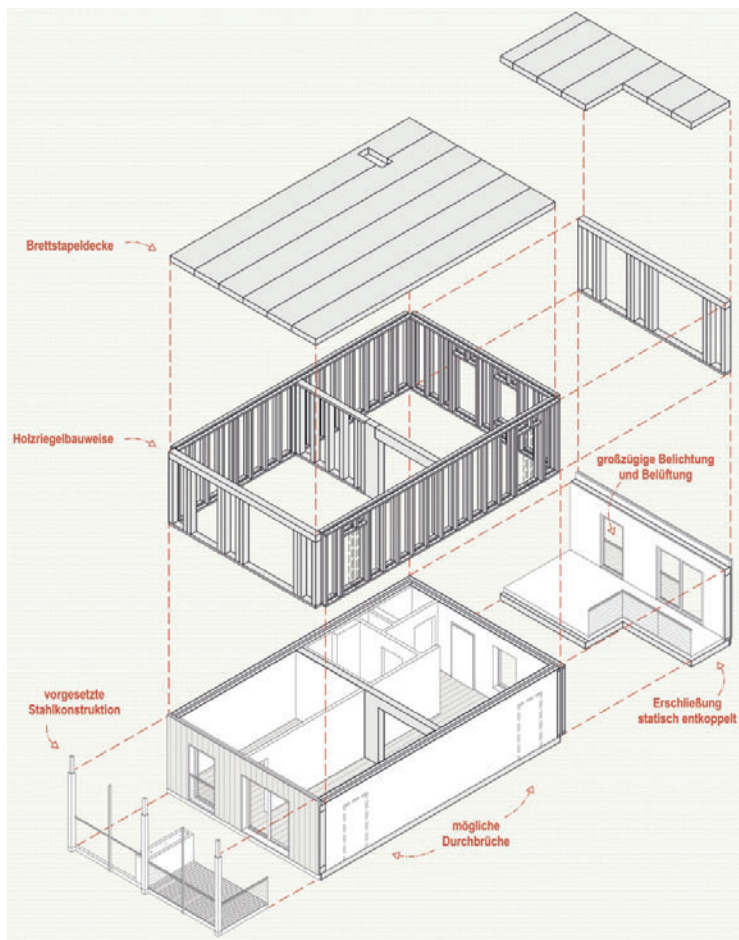 Brettstapeldecke
Holzriegelbauweise
großzügige Belichtung
und Belüftung
vorgesetzte
Stahlkonstruktion
Erschließung
statisch entkoppelt
mögliche
Durchbrüche